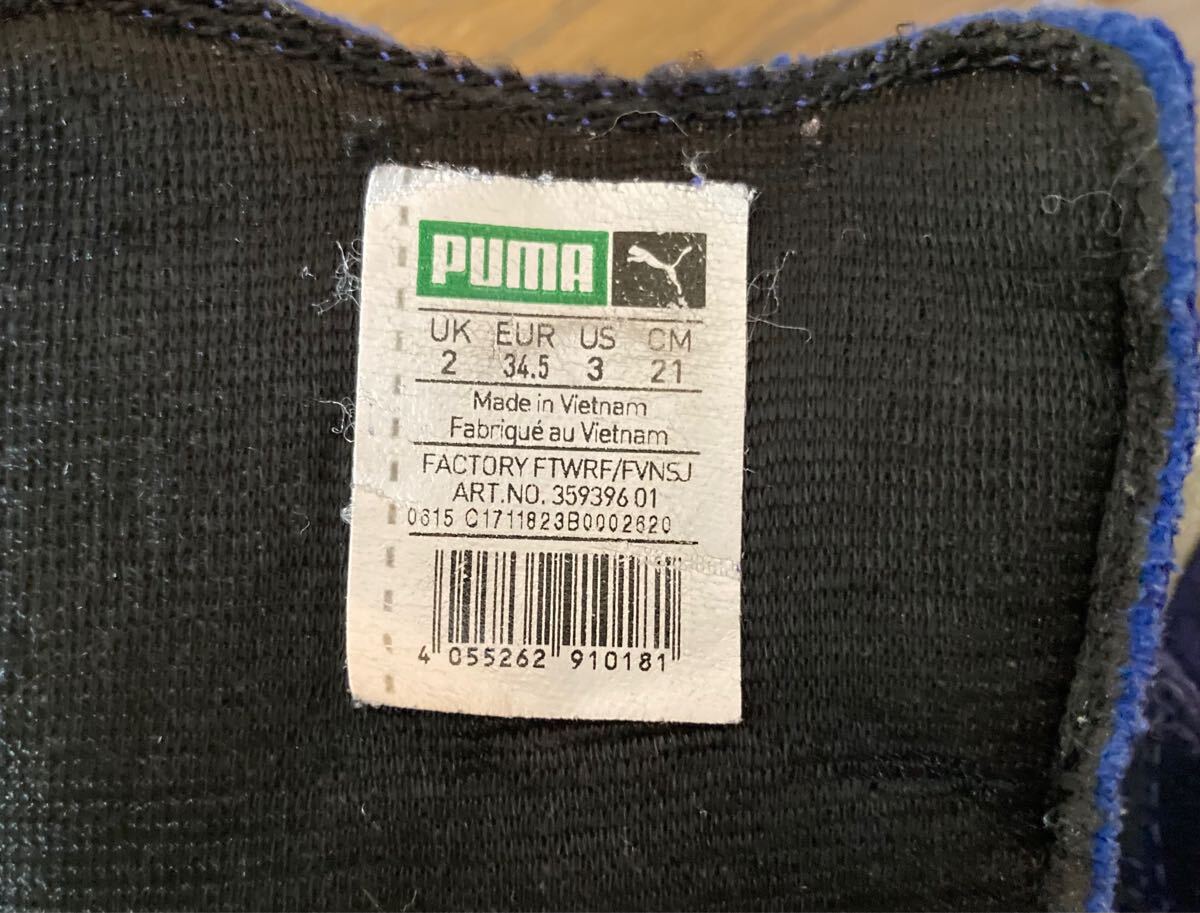 PUMA
UK EUR US CM
2 34.5 3 21
Made in Vietnam
Fabriqué au Vietnam
FACTORY FTWRF/FVNSJ
ART.NO. 359396 01
0615 C1711823B0002620
4 055262 910181